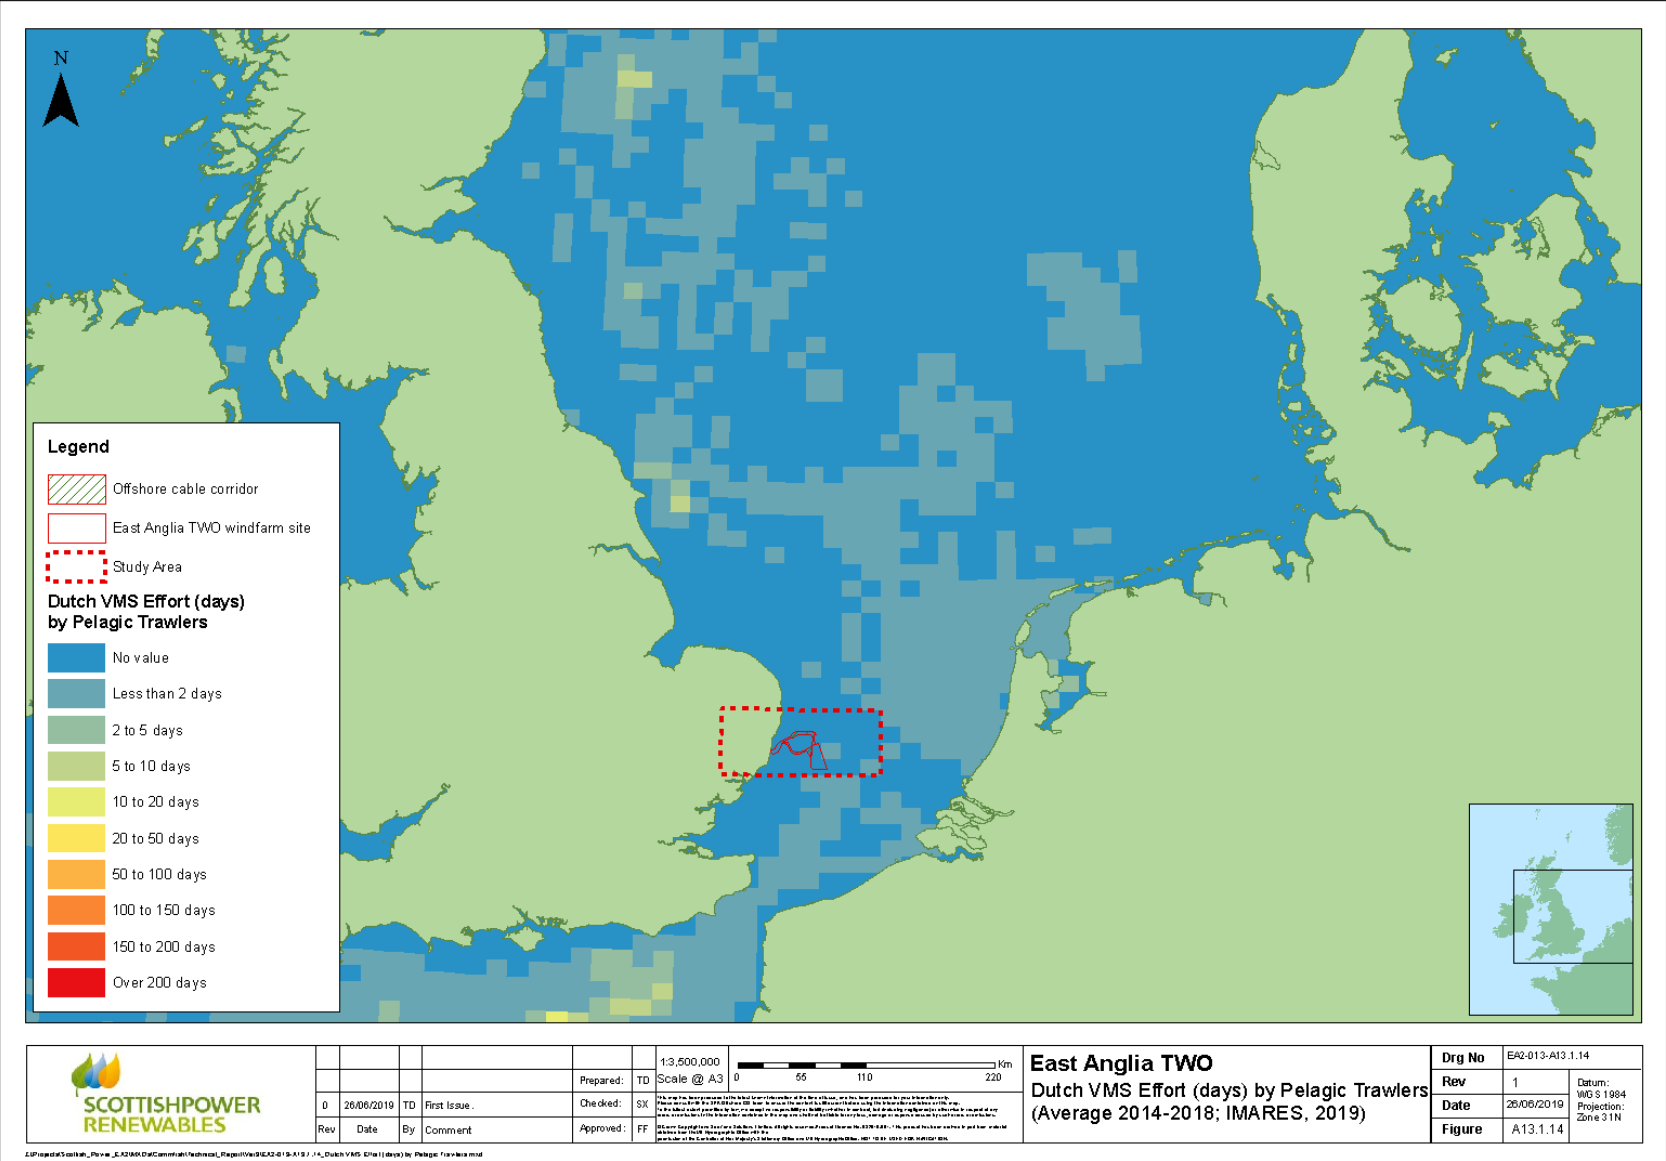 N
Legend
Offshore cable corridor
East Anglia TWO windfarm site
Study Area
Dutch VMS Effort (days)
by Pelagic Trawlers
No value
Less than 2 days
2 to 5 days
5 to 10 days
10 to 20 days
20 to 50 days
50 to 100 days
100 to 150 days
150 to 200 days
Over 200 days
SCOTTISHPOWER
RENEWABLES
0 26/06/2019 TD First Issue.
Rev Date By Comment
Prepared: TD
Checked: SX
Approved: FF
1:3,500,000
Scale @ A3
0 55 110 220 Km
East Anglia TWO
Dutch VMS Effort (days) by Pelagic Trawlers
(Average 2014-2018; IMARES, 2019)
Drg No EA2-013-A13.1.14
Rev 1
Date 26/06/2019
Figure A13.1.14
Datum:
WGS 1984
Projection:
Zone 31N